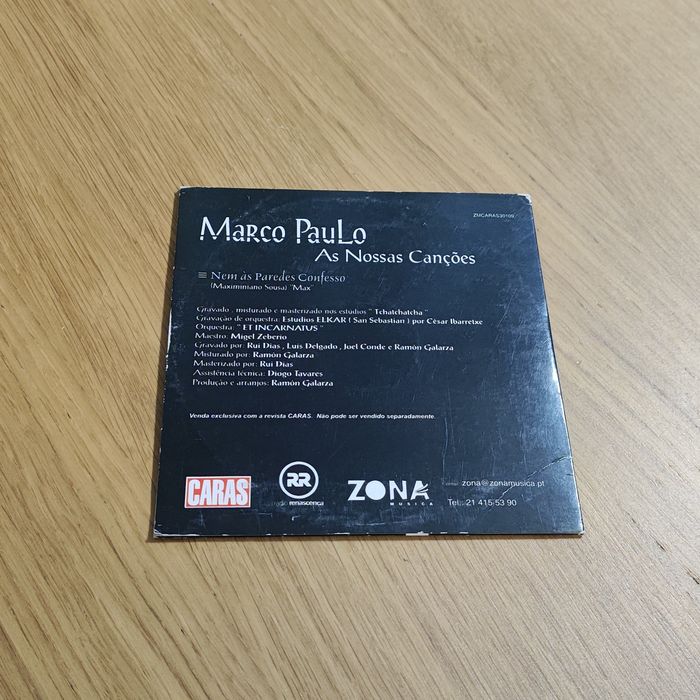 ZMCARAS30109
Marco Paulo
As Nossas Canções
Nem às Paredes Confesso
(Maximiniano Sousa) "Max"
Gravado , misturado e masterizado nos estúdios " Tchatchatcha "
Gravação de orquestra: Estudios ELKAR ( San Sebastian ) por César Ibarretxe
Orquestra: " ET INCARNATUS "
Maestro: Migel Zeberio
Gravado por: Rui Dias , Luis Delgado , Joel Conde e Ramón Galarza
Misturado por: Ramón Galarza
Masterizado por: Rui Dias
Assistência técnica: Diogo Tavares
Produção e arranjos: Ramón Galarza
Venda exclusiva com a revista CARAS. Não pode ser vendido separadamente.
CARAS
RR
radio renascença
ZONA
MUSICA
zona@zonamusica.pt
Tel.: 21 415 53 90